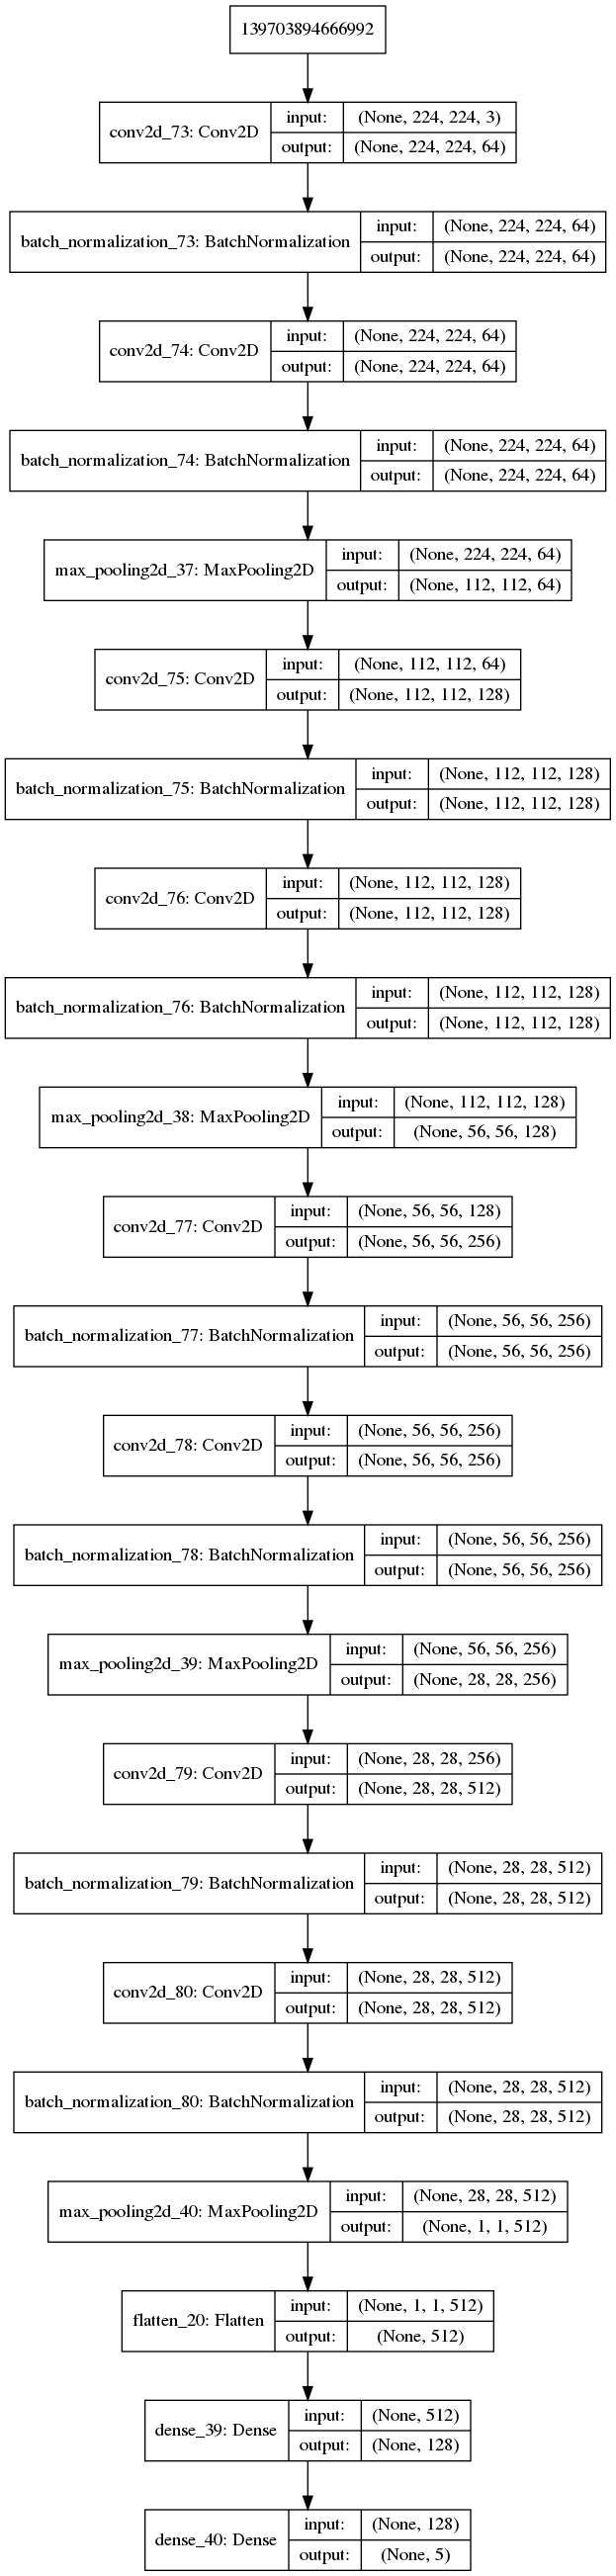 139703894666992
conv2d_73: Conv2D
input: (None, 224, 224, 3)
output: (None, 224, 224, 64)
batch_normalization_73: BatchNormalization
input: (None, 224, 224, 64)
output: (None, 224, 224, 64)
conv2d_74: Conv2D
input: (None, 224, 224, 64)
output: (None, 224, 224, 64)
batch_normalization_74: BatchNormalization
input: (None, 224, 224, 64)
output: (None, 224, 224, 64)
max_pooling2d_37: MaxPooling2D
input: (None, 224, 224, 64)
output: (None, 112, 112, 64)
conv2d_75: Conv2D
input: (None, 112, 112, 64)
output: (None, 112, 112, 128)
batch_normalization_75: BatchNormalization
input: (None, 112, 112, 128)
output: (None, 112, 112, 128)
conv2d_76: Conv2D
input: (None, 112, 112, 128)
output: (None, 112, 112, 128)
batch_normalization_76: BatchNormalization
input: (None, 112, 112, 128)
output: (None, 112, 112, 128)
max_pooling2d_38: MaxPooling2D
input: (None, 112, 112, 128)
output: (None, 56, 56, 128)
conv2d_77: Conv2D
input: (None, 56, 56, 128)
output: (None, 56, 56, 256)
batch_normalization_77: BatchNormalization
input: (None, 56, 56, 256)
output: (None, 56, 56, 256)
conv2d_78: Conv2D
input: (None, 56, 56, 256)
output: (None, 56, 56, 256)
batch_normalization_78: BatchNormalization
input: (None, 56, 56, 256)
output: (None, 56, 56, 256)
max_pooling2d_39: MaxPooling2D
input: (None, 56, 56, 256)
output: (None, 28, 28, 256)
conv2d_79: Conv2D
input: (None, 28, 28, 256)
output: (None, 28, 28, 512)
batch_normalization_79: BatchNormalization
input: (None, 28, 28, 512)
output: (None, 28, 28, 512)
conv2d_80: Conv2D
input: (None, 28, 28, 512)
output: (None, 28, 28, 512)
batch_normalization_80: BatchNormalization
input: (None, 28, 28, 512)
output: (None, 28, 28, 512)
max_pooling2d_40: MaxPooling2D
input: (None, 28, 28, 512)
output: (None, 1, 1, 512)
flatten_20: Flatten
input: (None, 1, 1, 512)
output: (None, 512)
dense_39: Dense
input: (None, 512)
output: (None, 128)
dense_40: Dense
input: (None, 128)
output: (None, 5)